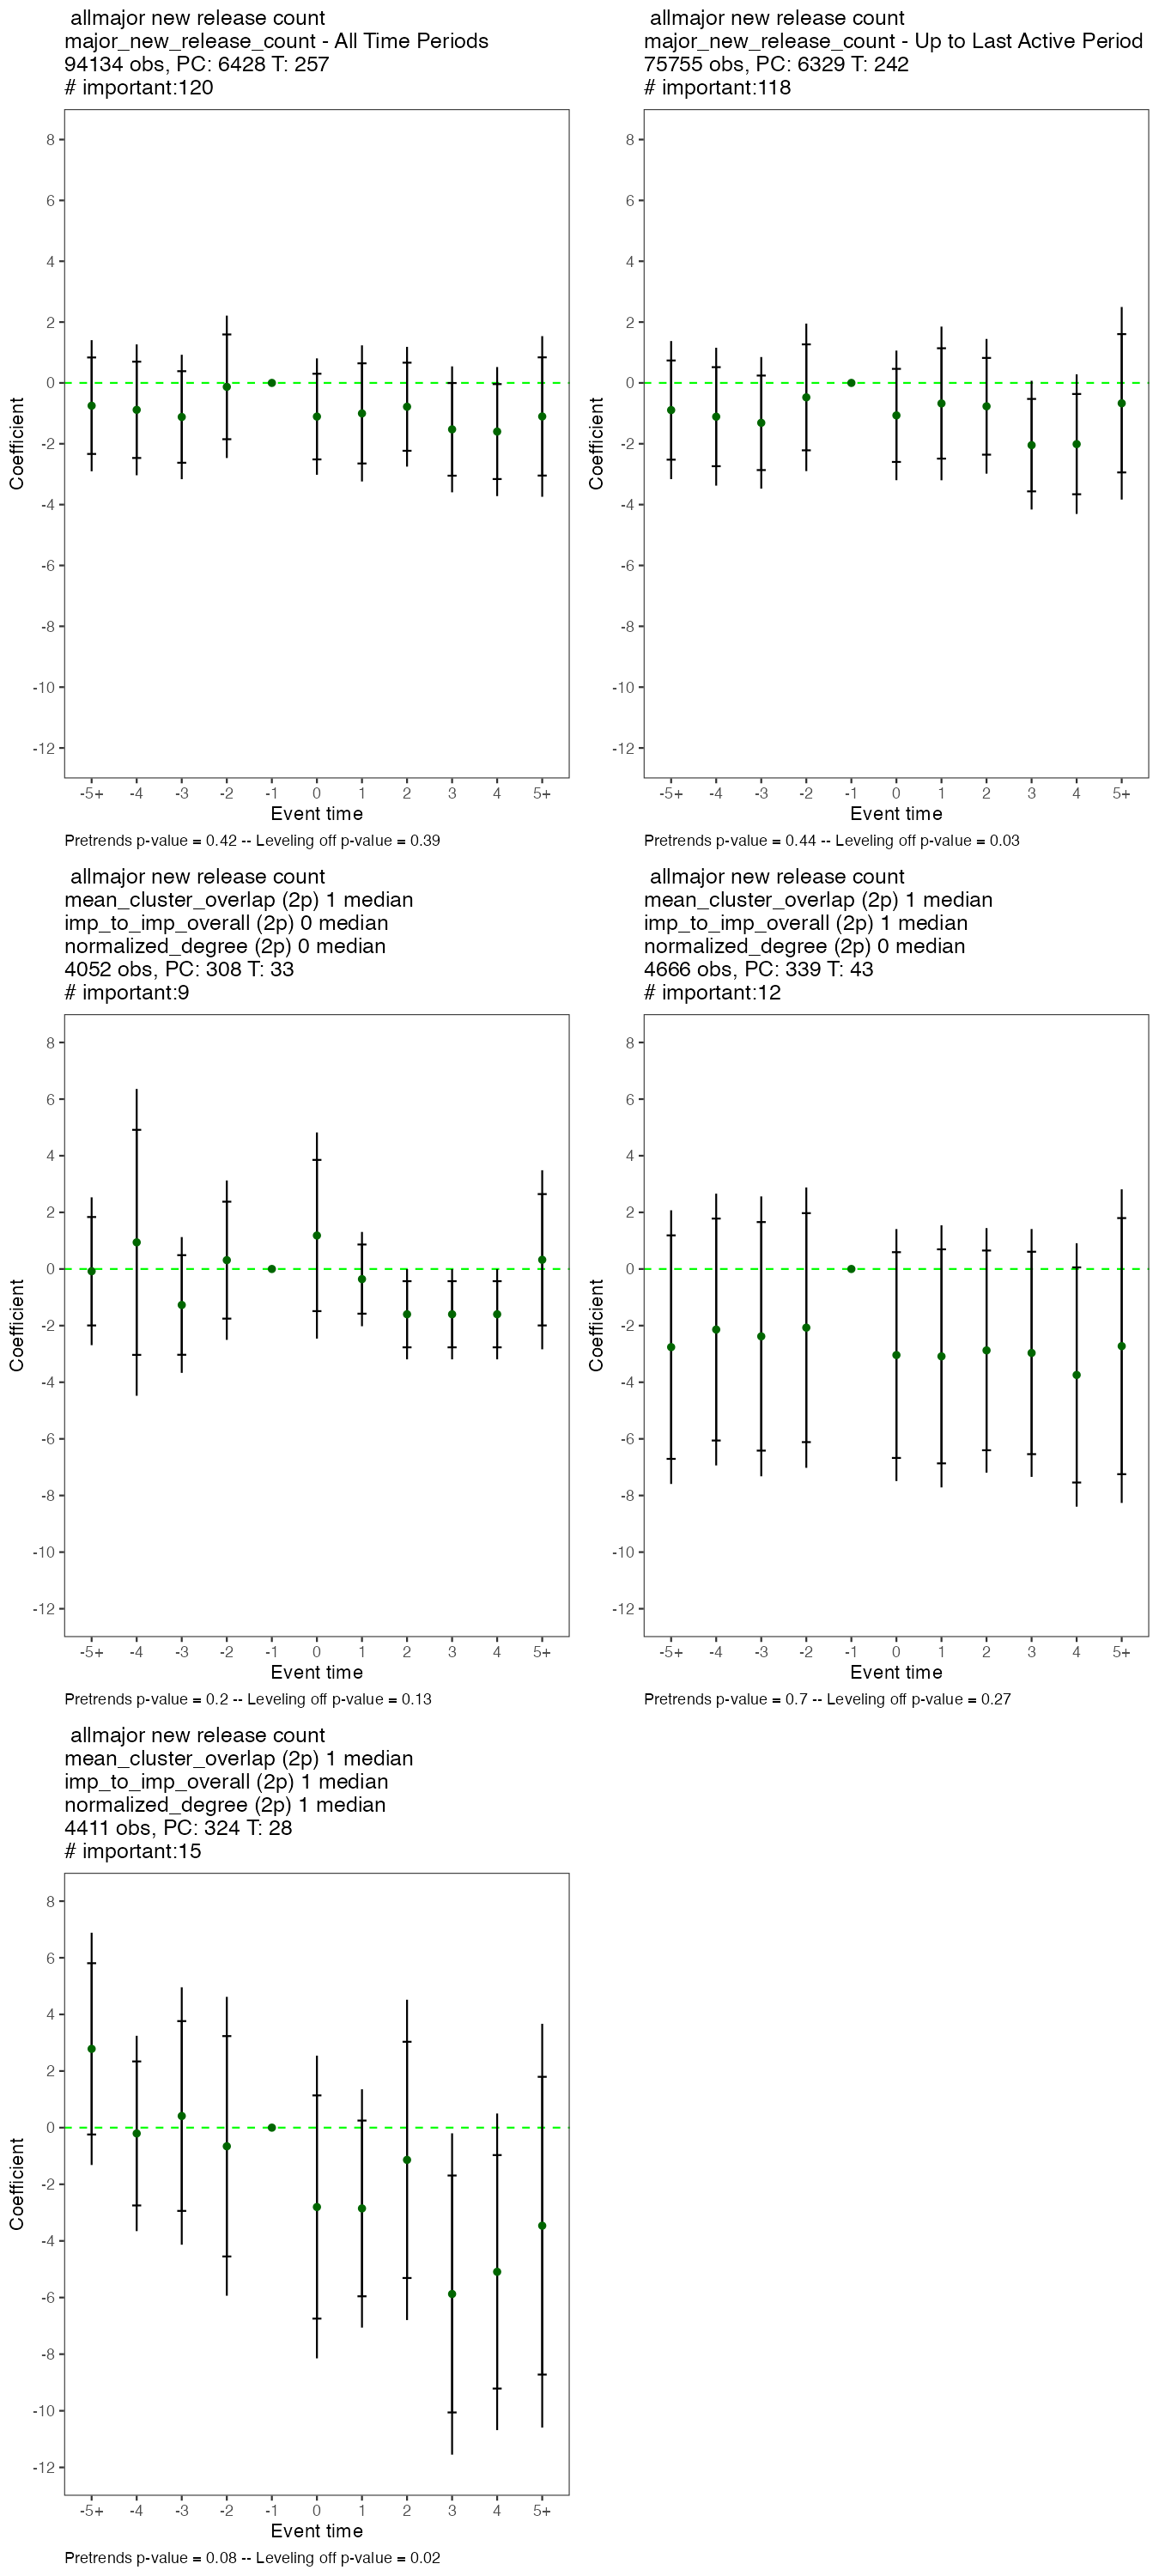 allmajor new release count
major_new_release_count - All Time Periods
94134 obs, PC: 6428 T: 257
# important:120
8
6
4
2
0
-2
-4
-6
-8
-10
-12
Coefficient
-5+ -4 -3 -2 -1 0 1 2 3 4 5+
Event time
Pretrends p-value = 0.42 -- Leveling off p-value = 0.39
allmajor new release count
major_new_release_count - Up to Last Active Period
75755 obs, PC: 6329 T: 242
# important:118
8
6
4
2
0
-2
-4
-6
-8
-10
-12
Coefficient
-5+ -4 -3 -2 -1 0 1 2 3 4 5+
Event time
Pretrends p-value = 0.44 -- Leveling off p-value = 0.03
allmajor new release count
mean_cluster_overlap (2p) 1 median
imp_to_imp_overall (2p) 0 median
normalized_degree (2p) 0 median
4052 obs, PC: 308 T: 33
# important:9
8
6
4
2
0
-2
-4
-6
-8
-10
-12
Coefficient
-5+ -4 -3 -2 -1 0 1 2 3 4 5+
Event time
Pretrends p-value = 0.2 -- Leveling off p-value = 0.13
allmajor new release count
mean_cluster_overlap (2p) 1 median
imp_to_imp_overall (2p) 1 median
normalized_degree (2p) 0 median
4666 obs, PC: 339 T: 43
# important:12
8
6
4
2
0
-2
-4
-6
-8
-10
-12
Coefficient
-5+ -4 -3 -2 -1 0 1 2 3 4 5+
Event time
Pretrends p-value = 0.7 -- Leveling off p-value = 0.27
allmajor new release count
mean_cluster_overlap (2p) 1 median
imp_to_imp_overall (2p) 1 median
normalized_degree (2p) 1 median
4411 obs, PC: 324 T: 28
# important:15
8
6
4
2
0
-2
-4
-6
-8
-10
-12
Coefficient
-5+ -4 -3 -2 -1 0 1 2 3 4 5+
Event time
Pretrends p-value = 0.08 -- Leveling off p-value = 0.02